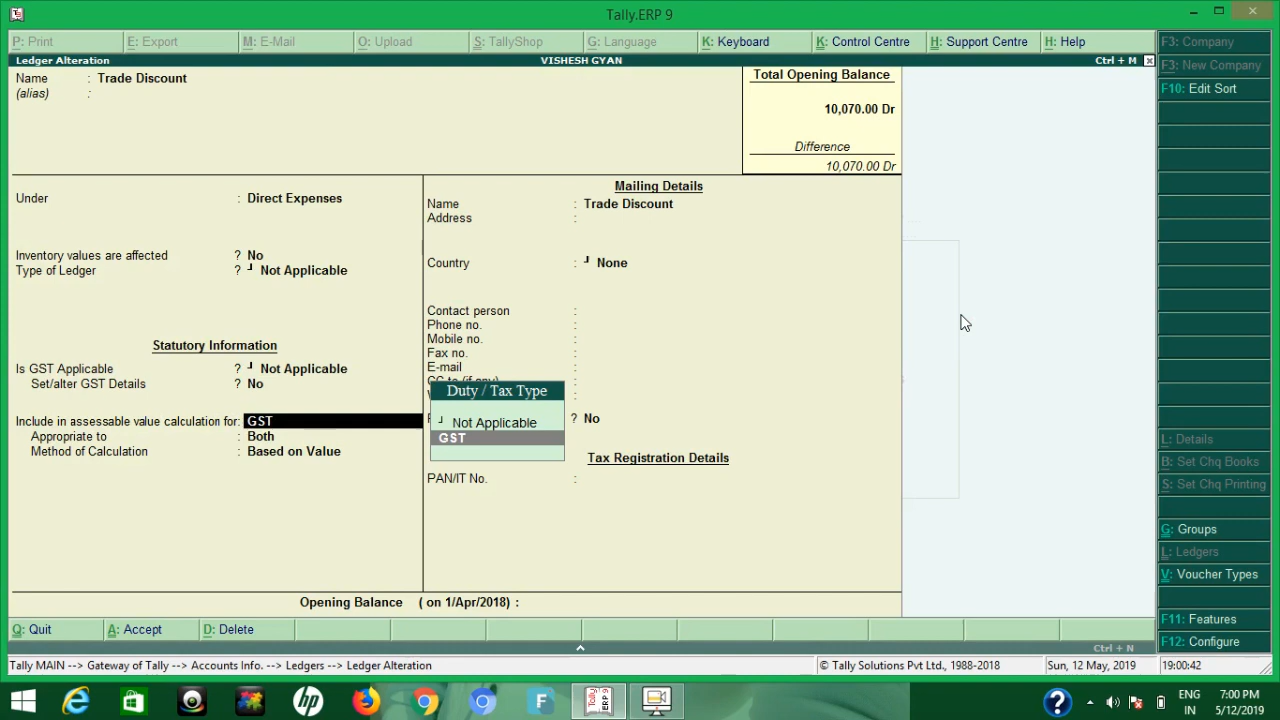 Tally.ERP 9
P: Print E: Export M: E-Mail O: Upload S: TallyShop G: Language K: Keyboard K: Control Centre H: Support Centre H: Help
F3: Company
F3: New Company
F10: Edit Sort
Ledger Alteration VISHESH GYAN Ctrl + M
Name : Trade Discount
(alias) :
Total Opening Balance
10,070.00 Dr
Difference
10,070.00 Dr
Under : Direct Expenses
Inventory values are affected ? No
Type of Ledger ? ┘ Not Applicable
Statutory Information
Is GST Applicable ? ┘ Not Applicable
Set/alter GST Details ? No
Include in assessable value calculation for: GST
Appropriate to : Both
Method of Calculation : Based on Value
Mailing Details
Name : Trade Discount
Address :
Country : ┘ None
Contact person :
Phone no. :
Mobile no. :
Fax no. :
E-mail :
CC to (if any) :
Duty / Tax Type
┘ Not Applicable
GST
? No
Tax Registration Details
PAN/IT No. :
Opening Balance ( on 1/Apr/2018) :
L: Details
B: Set Chq Books
S: Set Chq Printing
G: Groups
L: Ledgers
V: Voucher Types
F11: Features
F12: Configure
Q: Quit A: Accept D: Delete
Ctrl + N
Tally MAIN --> Gateway of Tally --> Accounts Info. --> Ledgers --> Ledger Alteration © Tally Solutions Pvt Ltd., 1988-2018 Sun, 12 May, 2019 19:00:42
hp
F
Tally
ERP 9
?
ENG
IN
7:00 PM
5/12/2019